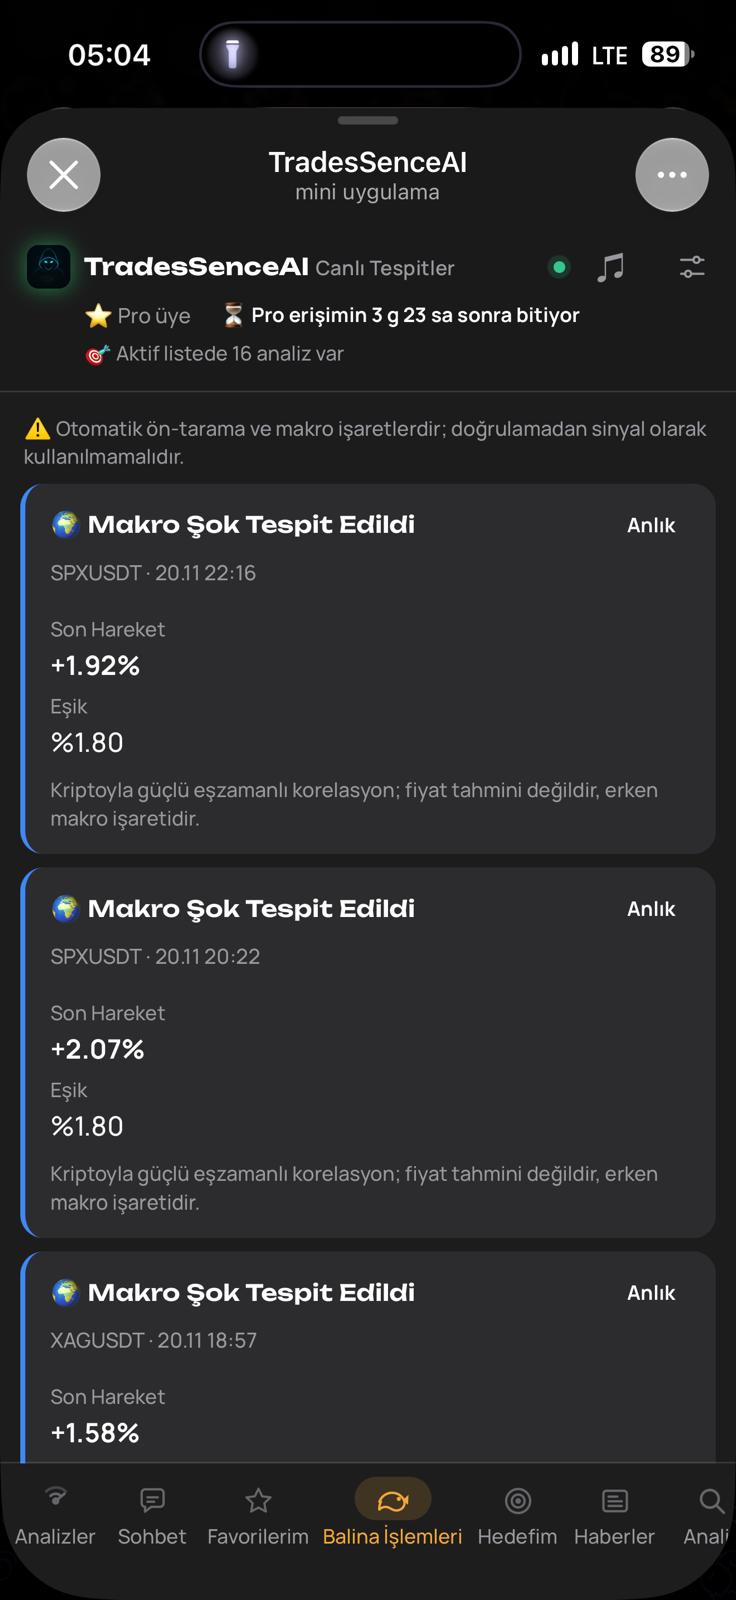 05:04
LTE
89
TradesSenceAI
mini uygulama
TradesSenceAI Canlı Tespitler
⭐ Pro üye ⏳ Pro erişimin 3 g 23 sa sonra bitiyor
🎯 Aktif listede 16 analiz var
⚠️ Otomatik ön-tarama ve makro işaretlerdir; doğrulamadan sinyal olarak
kullanılmamalıdır.
🌍 Makro Şok Tespit Edildi Anlık
SPXUSDT · 20.11 22:16
Son Hareket
+1.92%
Eşik
%1.80
Kriptoyla güçlü eşzamanlı korelasyon; fiyat tahmini değildir, erken
makro işaretidir.
🌍 Makro Şok Tespit Edildi Anlık
SPXUSDT · 20.11 20:22
Son Hareket
+2.07%
Eşik
%1.80
Kriptoyla güçlü eşzamanlı korelasyon; fiyat tahmini değildir, erken
makro işaretidir.
🌍 Makro Şok Tespit Edildi Anlık
XAGUSDT · 20.11 18:57
Son Hareket
+1.58%
Analizler Sohbet Favorilerim Balina İşlemleri Hedefim Haberler Anali